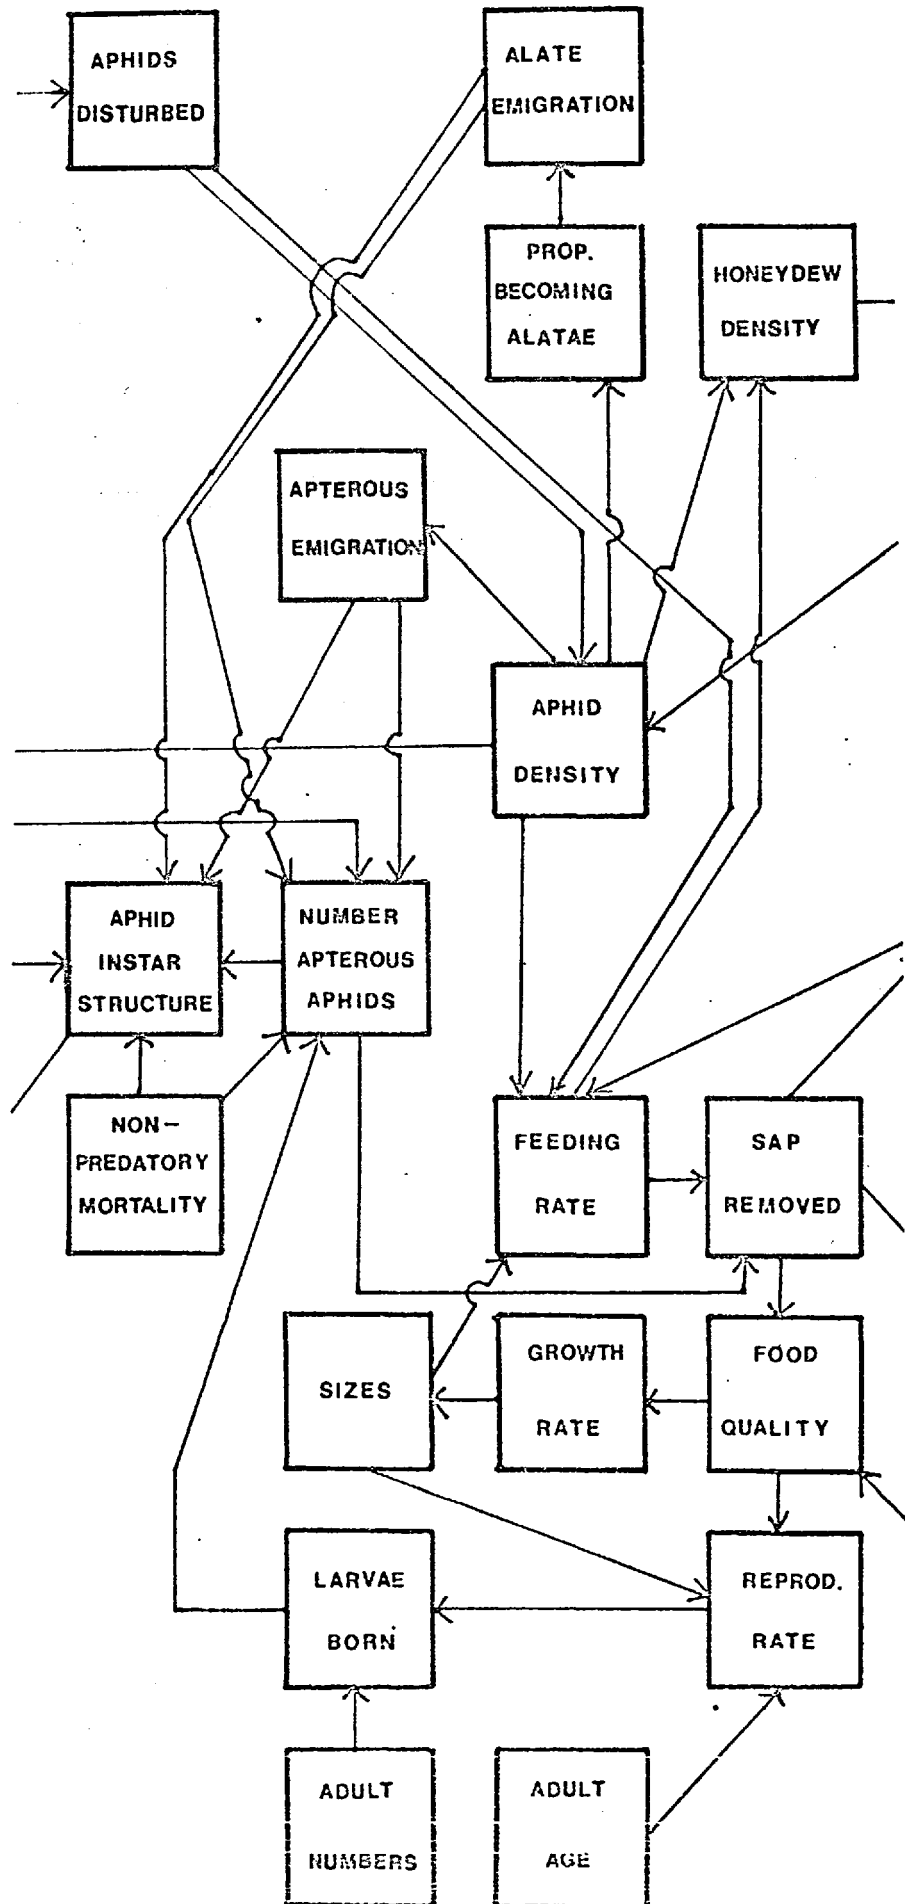 APHIDS
DISTURBED
ALATE
EMIGRATION
PROP.
BECOMING
ALATAE
HONEYDEW
DENSITY
APTEROUS
EMIGRATION
APHID
DENSITY
APHID
INSTAR
STRUCTURE
NUMBER
APTEROUS
APHIDS
NON-
PREDATORY
MORTALITY
FEEDING
RATE
SAP
REMOVED
SIZES
GROWTH
RATE
FOOD
QUALITY
LARVAE
BORN
REPROD.
RATE
ADULT
NUMBERS
ADULT
AGE